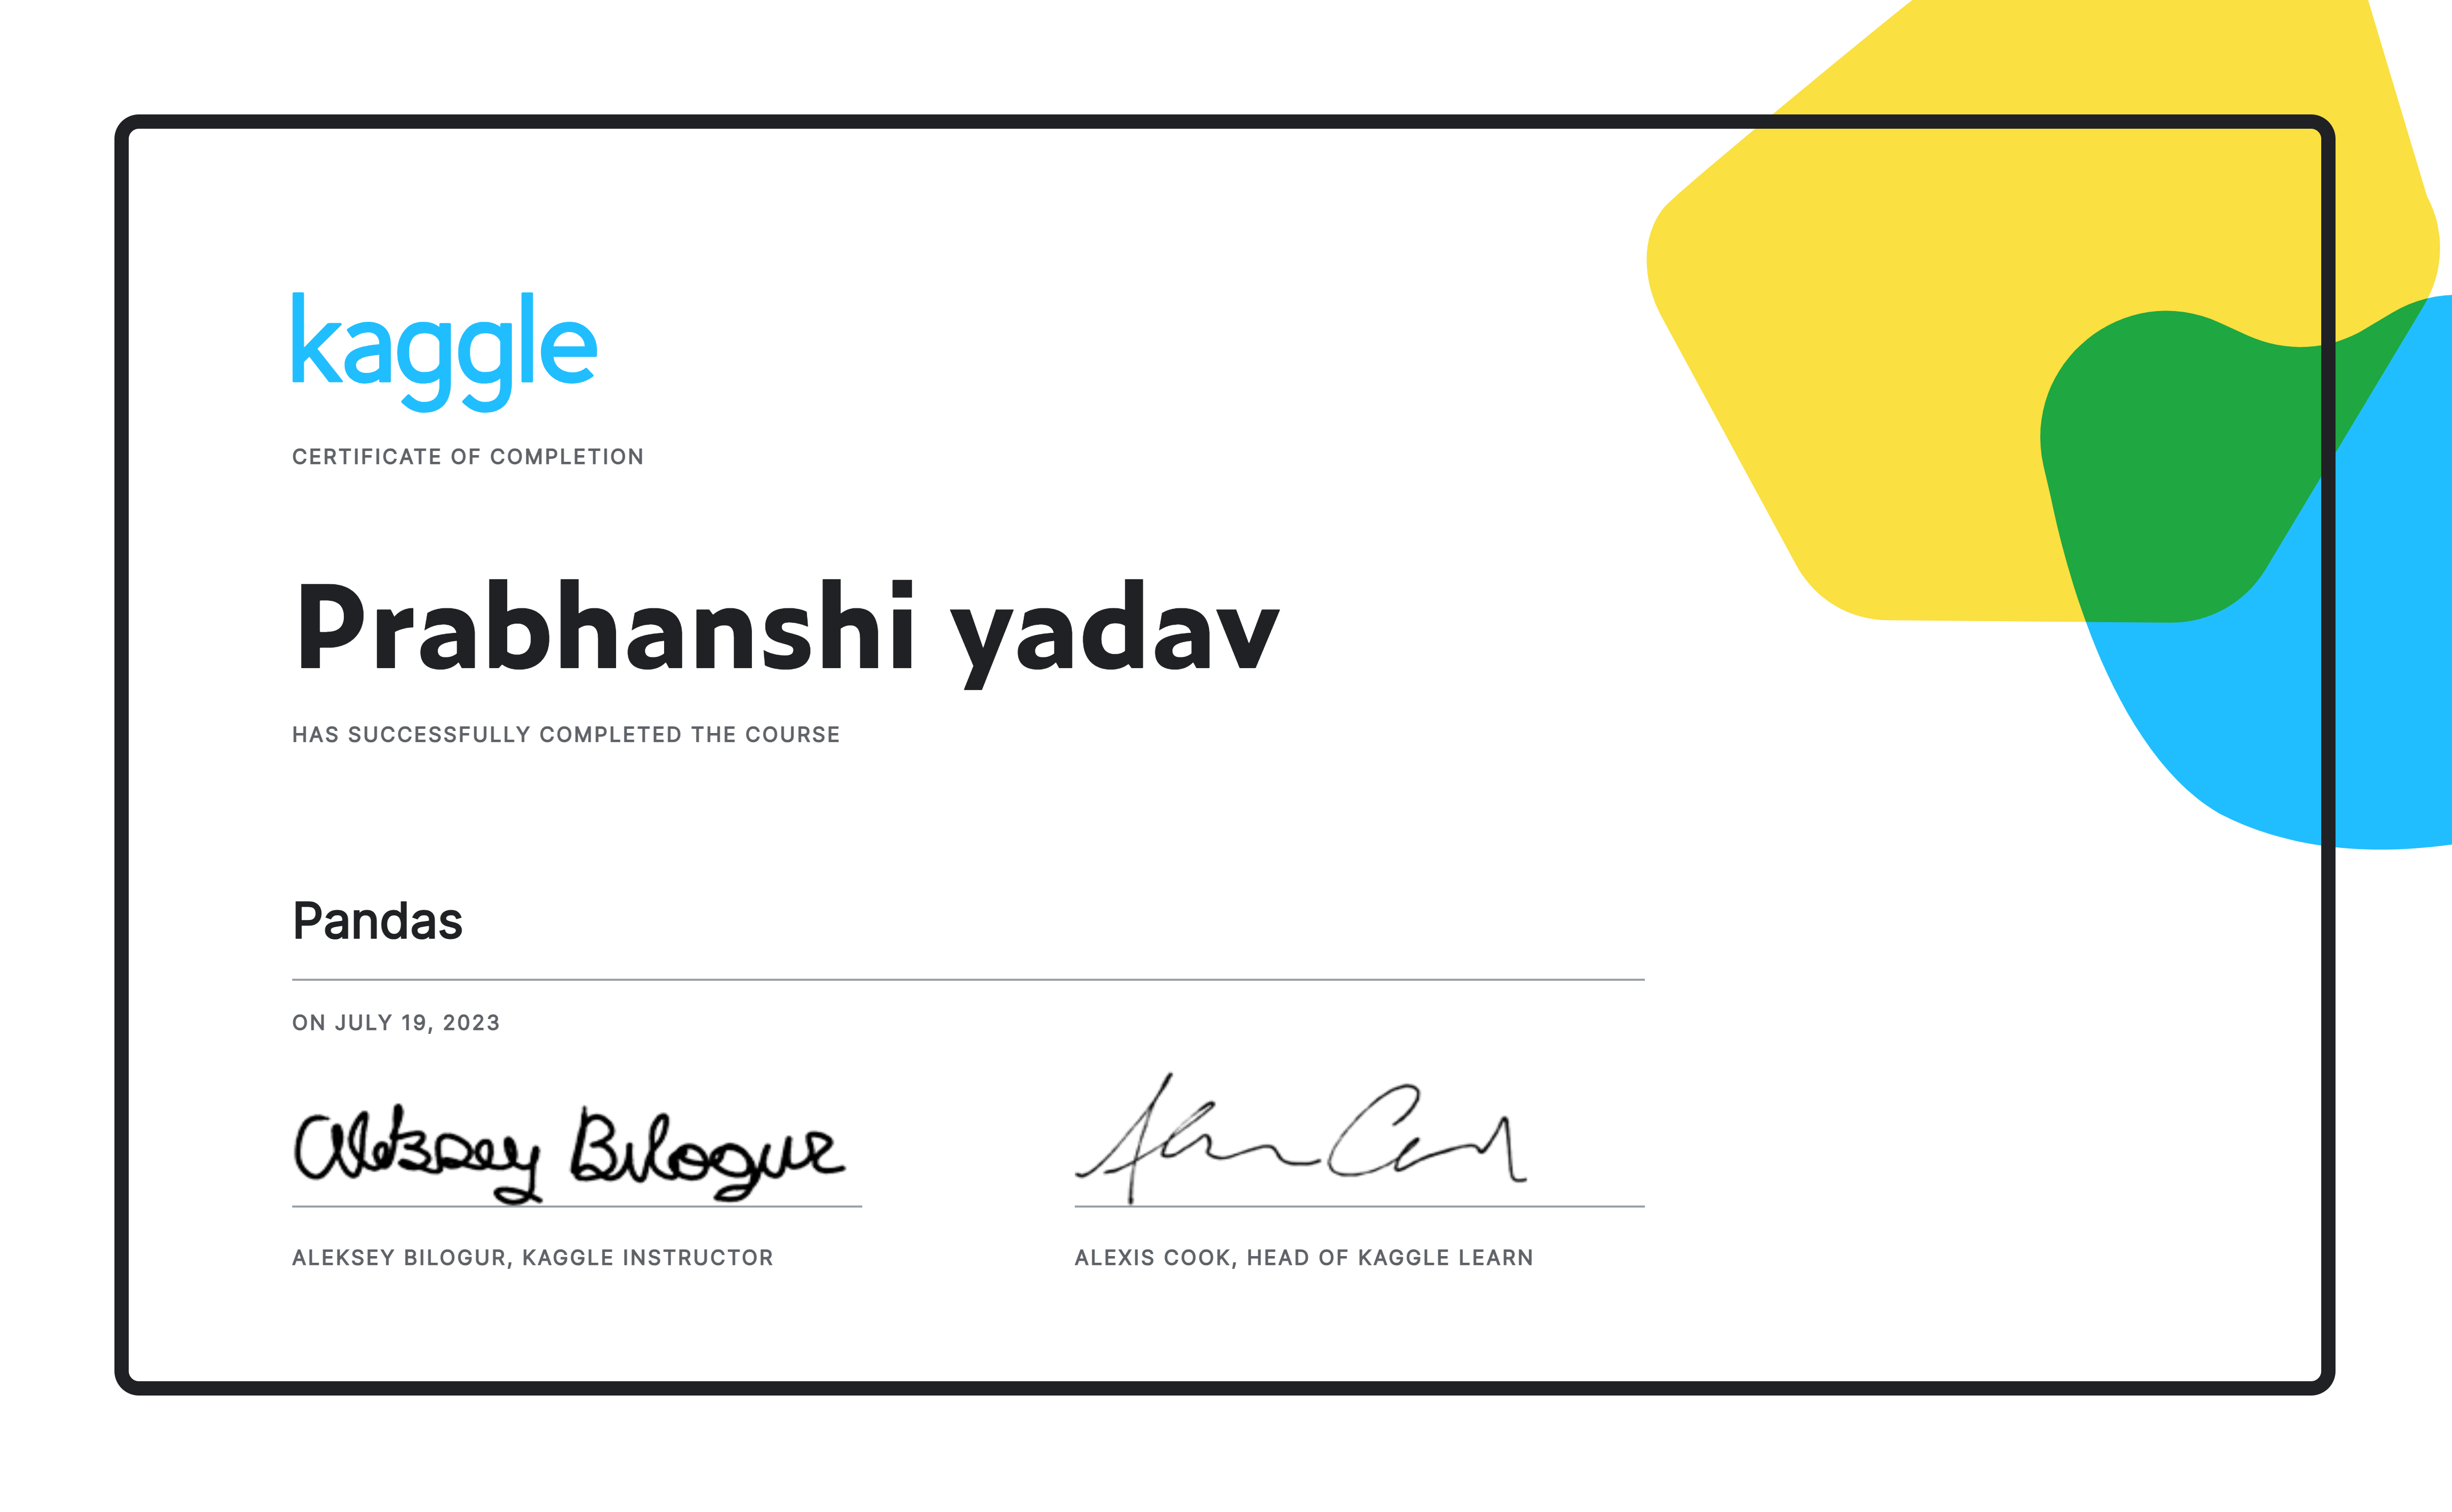 kaggle
CERTIFICATE OF COMPLETION
Prabhanshi yadav
HAS SUCCESSFULLY COMPLETED THE COURSE
Pandas
ON JULY 19, 2023
Aleksey Bilogur
ALEKSEY BILOGUR, KAGGLE INSTRUCTOR
ALEXIS COOK, HEAD OF KAGGLE LEARN